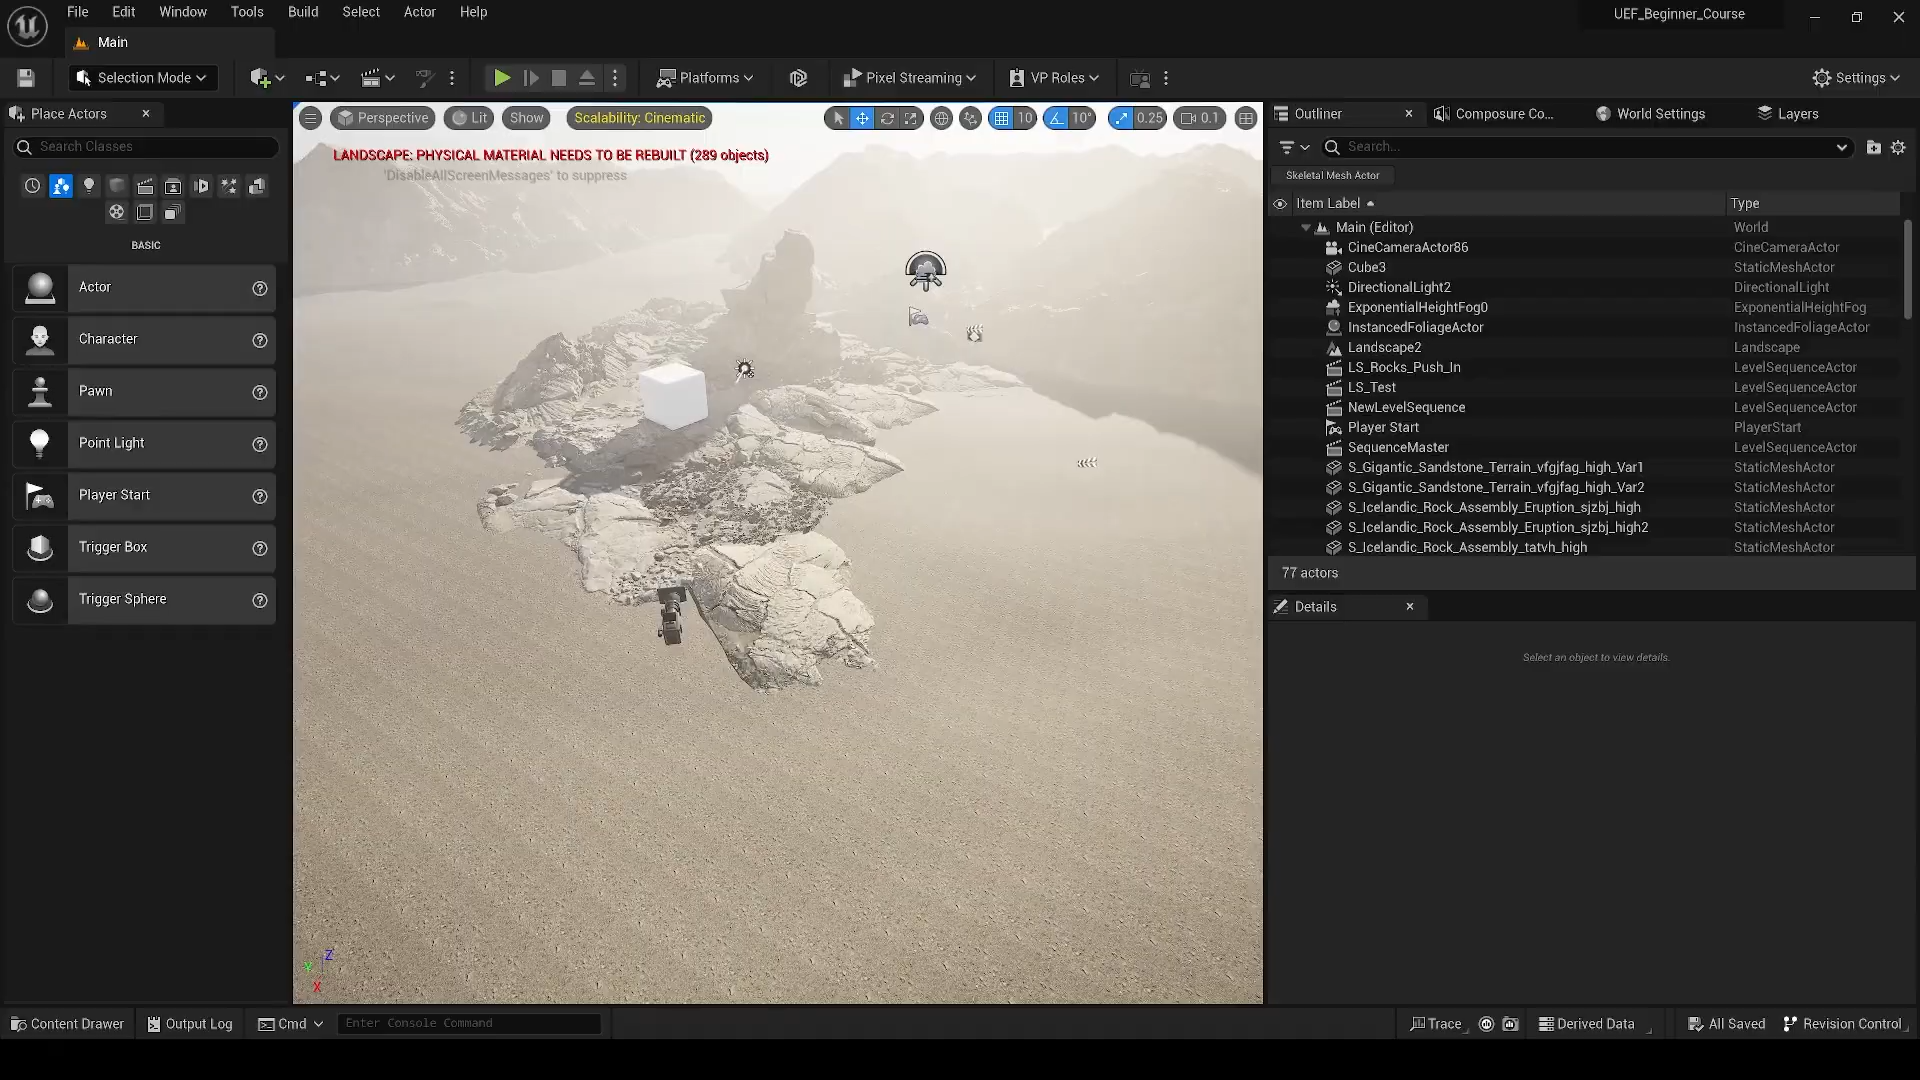 File Edit Window Tools Build Select Actor Help
UEF_Beginner_Course
Main
Selection Mode
Platforms
Pixel Streaming
VP Roles
Settings
Place Actors
Search Classes
BASIC
Actor
Character
Pawn
Point Light
Player Start
Trigger Box
Trigger Sphere
Perspective Lit Show Scalability: Cinematic 10 10° 0.25 0.1
LANDSCAPE: PHYSICAL MATERIAL NEEDS TO BE REBUILT (289 objects)
'DisableAllScreenMessages' to suppress
Z
Y
X
Outliner Composure Co... World Settings Layers
Search...
Skeletal Mesh Actor
Item Label Type
Main (Editor) World
CineCameraActor86 CineCameraActor
Cube3 StaticMeshActor
DirectionalLight2 DirectionalLight
ExponentialHeightFog0 ExponentialHeightFog
InstancedFoliageActor InstancedFoliageActor
Landscape2 Landscape
LS_Rocks_Push_In LevelSequenceActor
LS_Test LevelSequenceActor
NewLevelSequence LevelSequenceActor
Player Start PlayerStart
SequenceMaster LevelSequenceActor
S_Gigantic_Sandstone_Terrain_vfgjfag_high_Var1 StaticMeshActor
S_Gigantic_Sandstone_Terrain_vfgjfag_high_Var2 StaticMeshActor
S_Icelandic_Rock_Assembly_Eruption_sjzbj_high StaticMeshActor
S_Icelandic_Rock_Assembly_Eruption_sjzbj_high2 StaticMeshActor
S_Icelandic_Rock_Assembly_tatvh_high StaticMeshActor
77 actors
Details
Select an object to view details.
Content Drawer Output Log Cmd Enter Console Command Trace Derived Data All Saved Revision Control